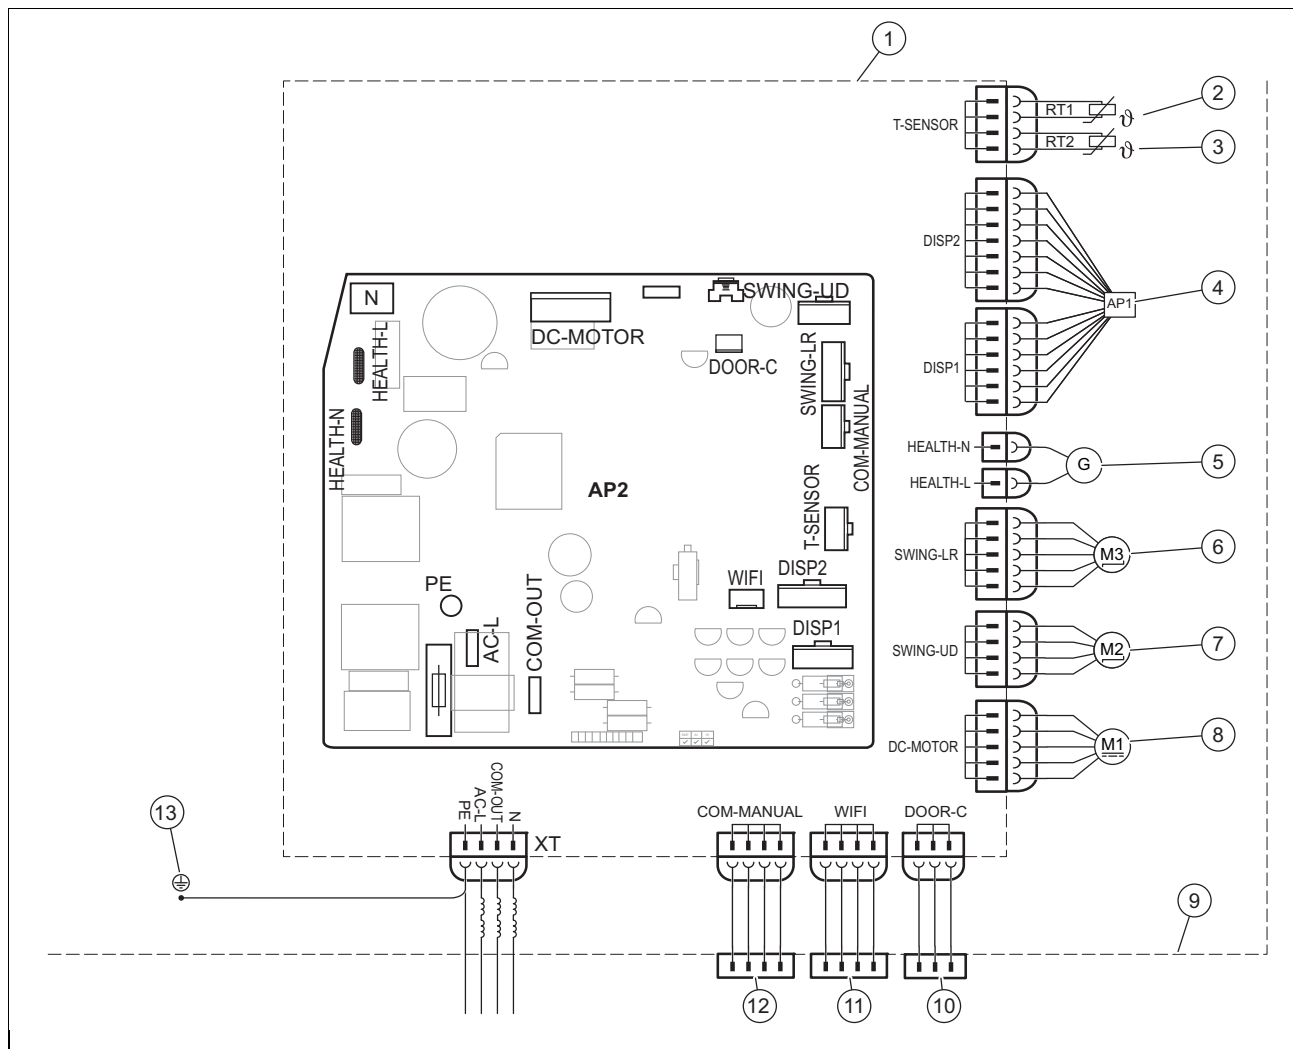 1
2
T-SENSOR
RT1
ϑ
RT2
ϑ
3
DISP2
AP1
4
DISP1
N
SWING-UD
DC-MOTOR
HEALTH-L
DOOR-C
SWING-LR
COM-MANUAL
HEALTH-N
HEALTH-N
G
5
HEALTH-L
AP2
T-SENSOR
SWING-LR
M3
6
WIFI
DISP2
PE
AC-L
COM-OUT
DISP1
SWING-UD
M2
7
DC-MOTOR
M1
8
PE
AC-L
COM-OUT
N
XT
COM-MANUAL
WIFI
DOOR-C
13
9
12
11
10